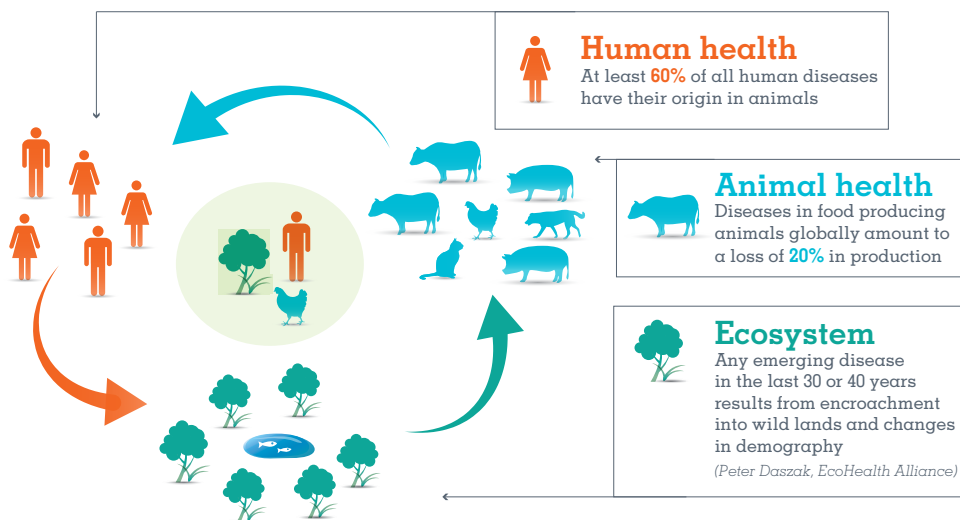 Human health
At least 60% of all human diseases
have their origin in animals
Animal health
Diseases in food producing
animals globally amount to
a loss of 20% in production
Ecosystem
Any emerging disease
in the last 30 or 40 years
results from encroachment
into wild lands and changes
in demography
(Peter Daszak, EcoHealth Alliance)